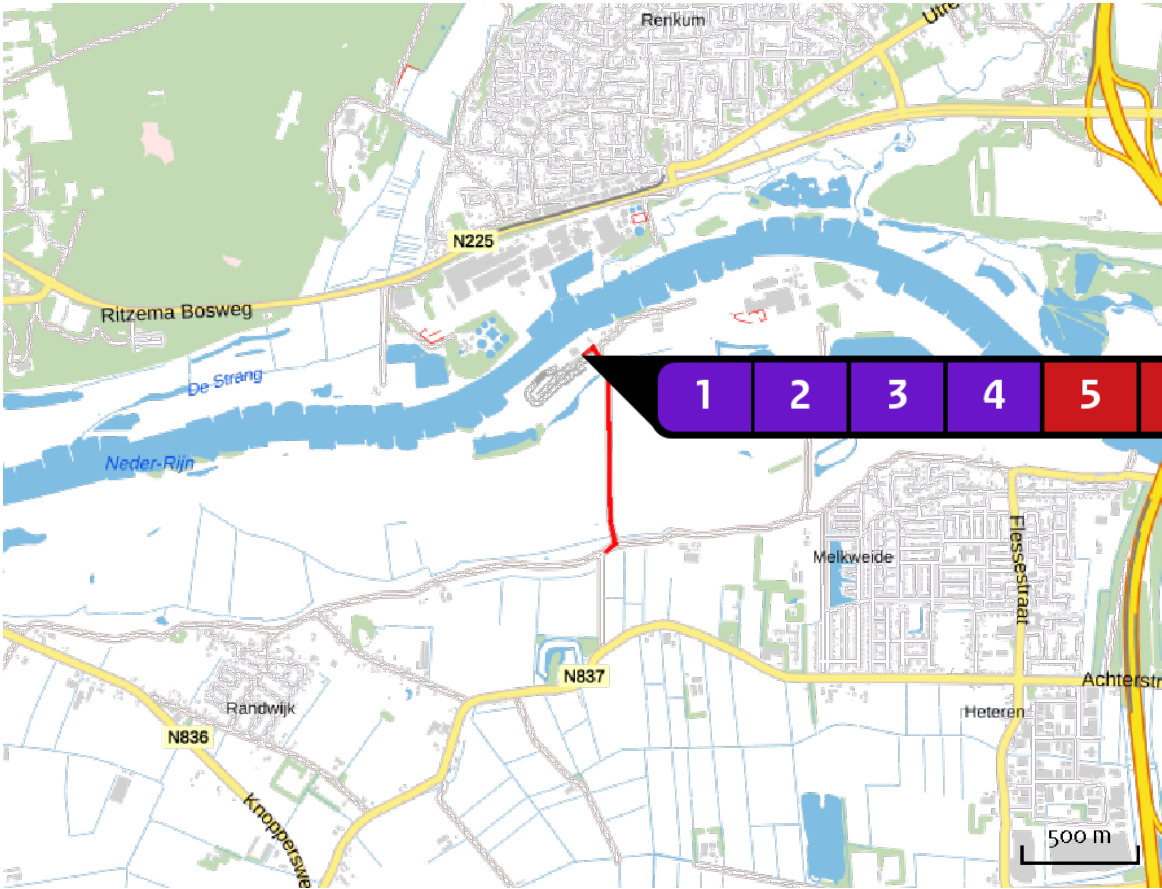 Renkum
Utre
N225
Ritzema Bosweg
De Strang
1 2 3 4 5
Neder-Rijn
Flessestraat
Melkweide
N837
Achterstr
Randwijk
Heteren
N836
Knopperswe
500 m